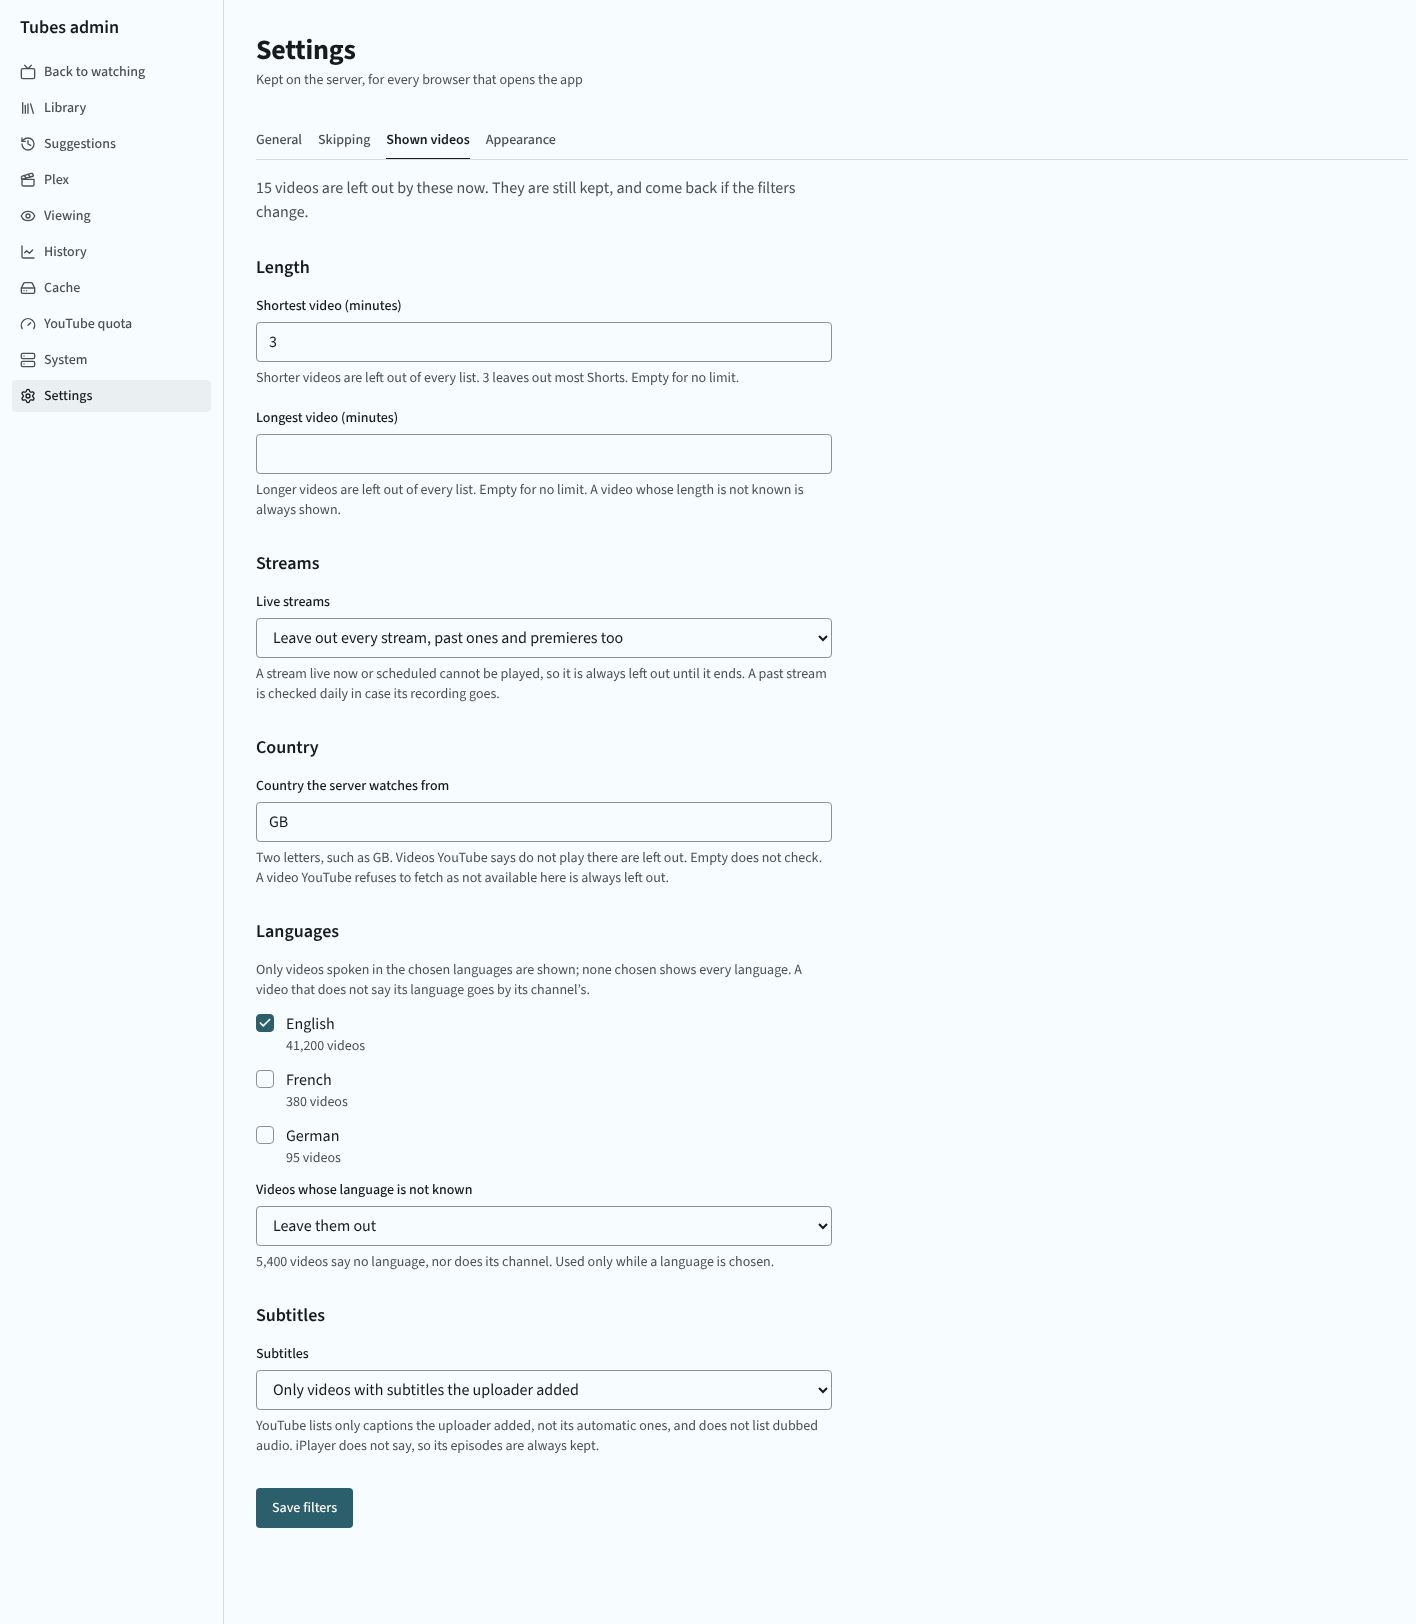 Tubes admin
Back to watching
Library
Suggestions
Plex
Viewing
History
Cache
YouTube quota
System
Settings
Settings
Kept on the server, for every browser that opens the app
General
Skipping
Shown videos
Appearance
15 videos are left out by these now. They are still kept, and come back if the filters
change.
Length
Shortest video (minutes)
3
Shorter videos are left out of every list. 3 leaves out most Shorts. Empty for no limit.
Longest video (minutes)
Longer videos are left out of every list. Empty for no limit. A video whose length is not known is
always shown.
Streams
Live streams
Leave out every stream, past ones and premieres too
A stream live now or scheduled cannot be played, so it is always left out until it ends. A past stream
is checked daily in case its recording goes.
Country
Country the server watches from
GB
Two letters, such as GB. Videos YouTube says do not play there are left out. Empty does not check.
A video YouTube refuses to fetch as not available here is always left out.
Languages
Only videos spoken in the chosen languages are shown; none chosen shows every language. A
video that does not say its language goes by its channel's.
English
41,200 videos
French
380 videos
German
95 videos
Videos whose language is not known
Leave them out
5,400 videos say no language, nor does its channel. Used only while a language is chosen.
Subtitles
Subtitles
Only videos with subtitles the uploader added
YouTube lists only captions the uploader added, not its automatic ones, and does not list dubbed
audio. iPlayer does not say, so its episodes are always kept.
Save filters